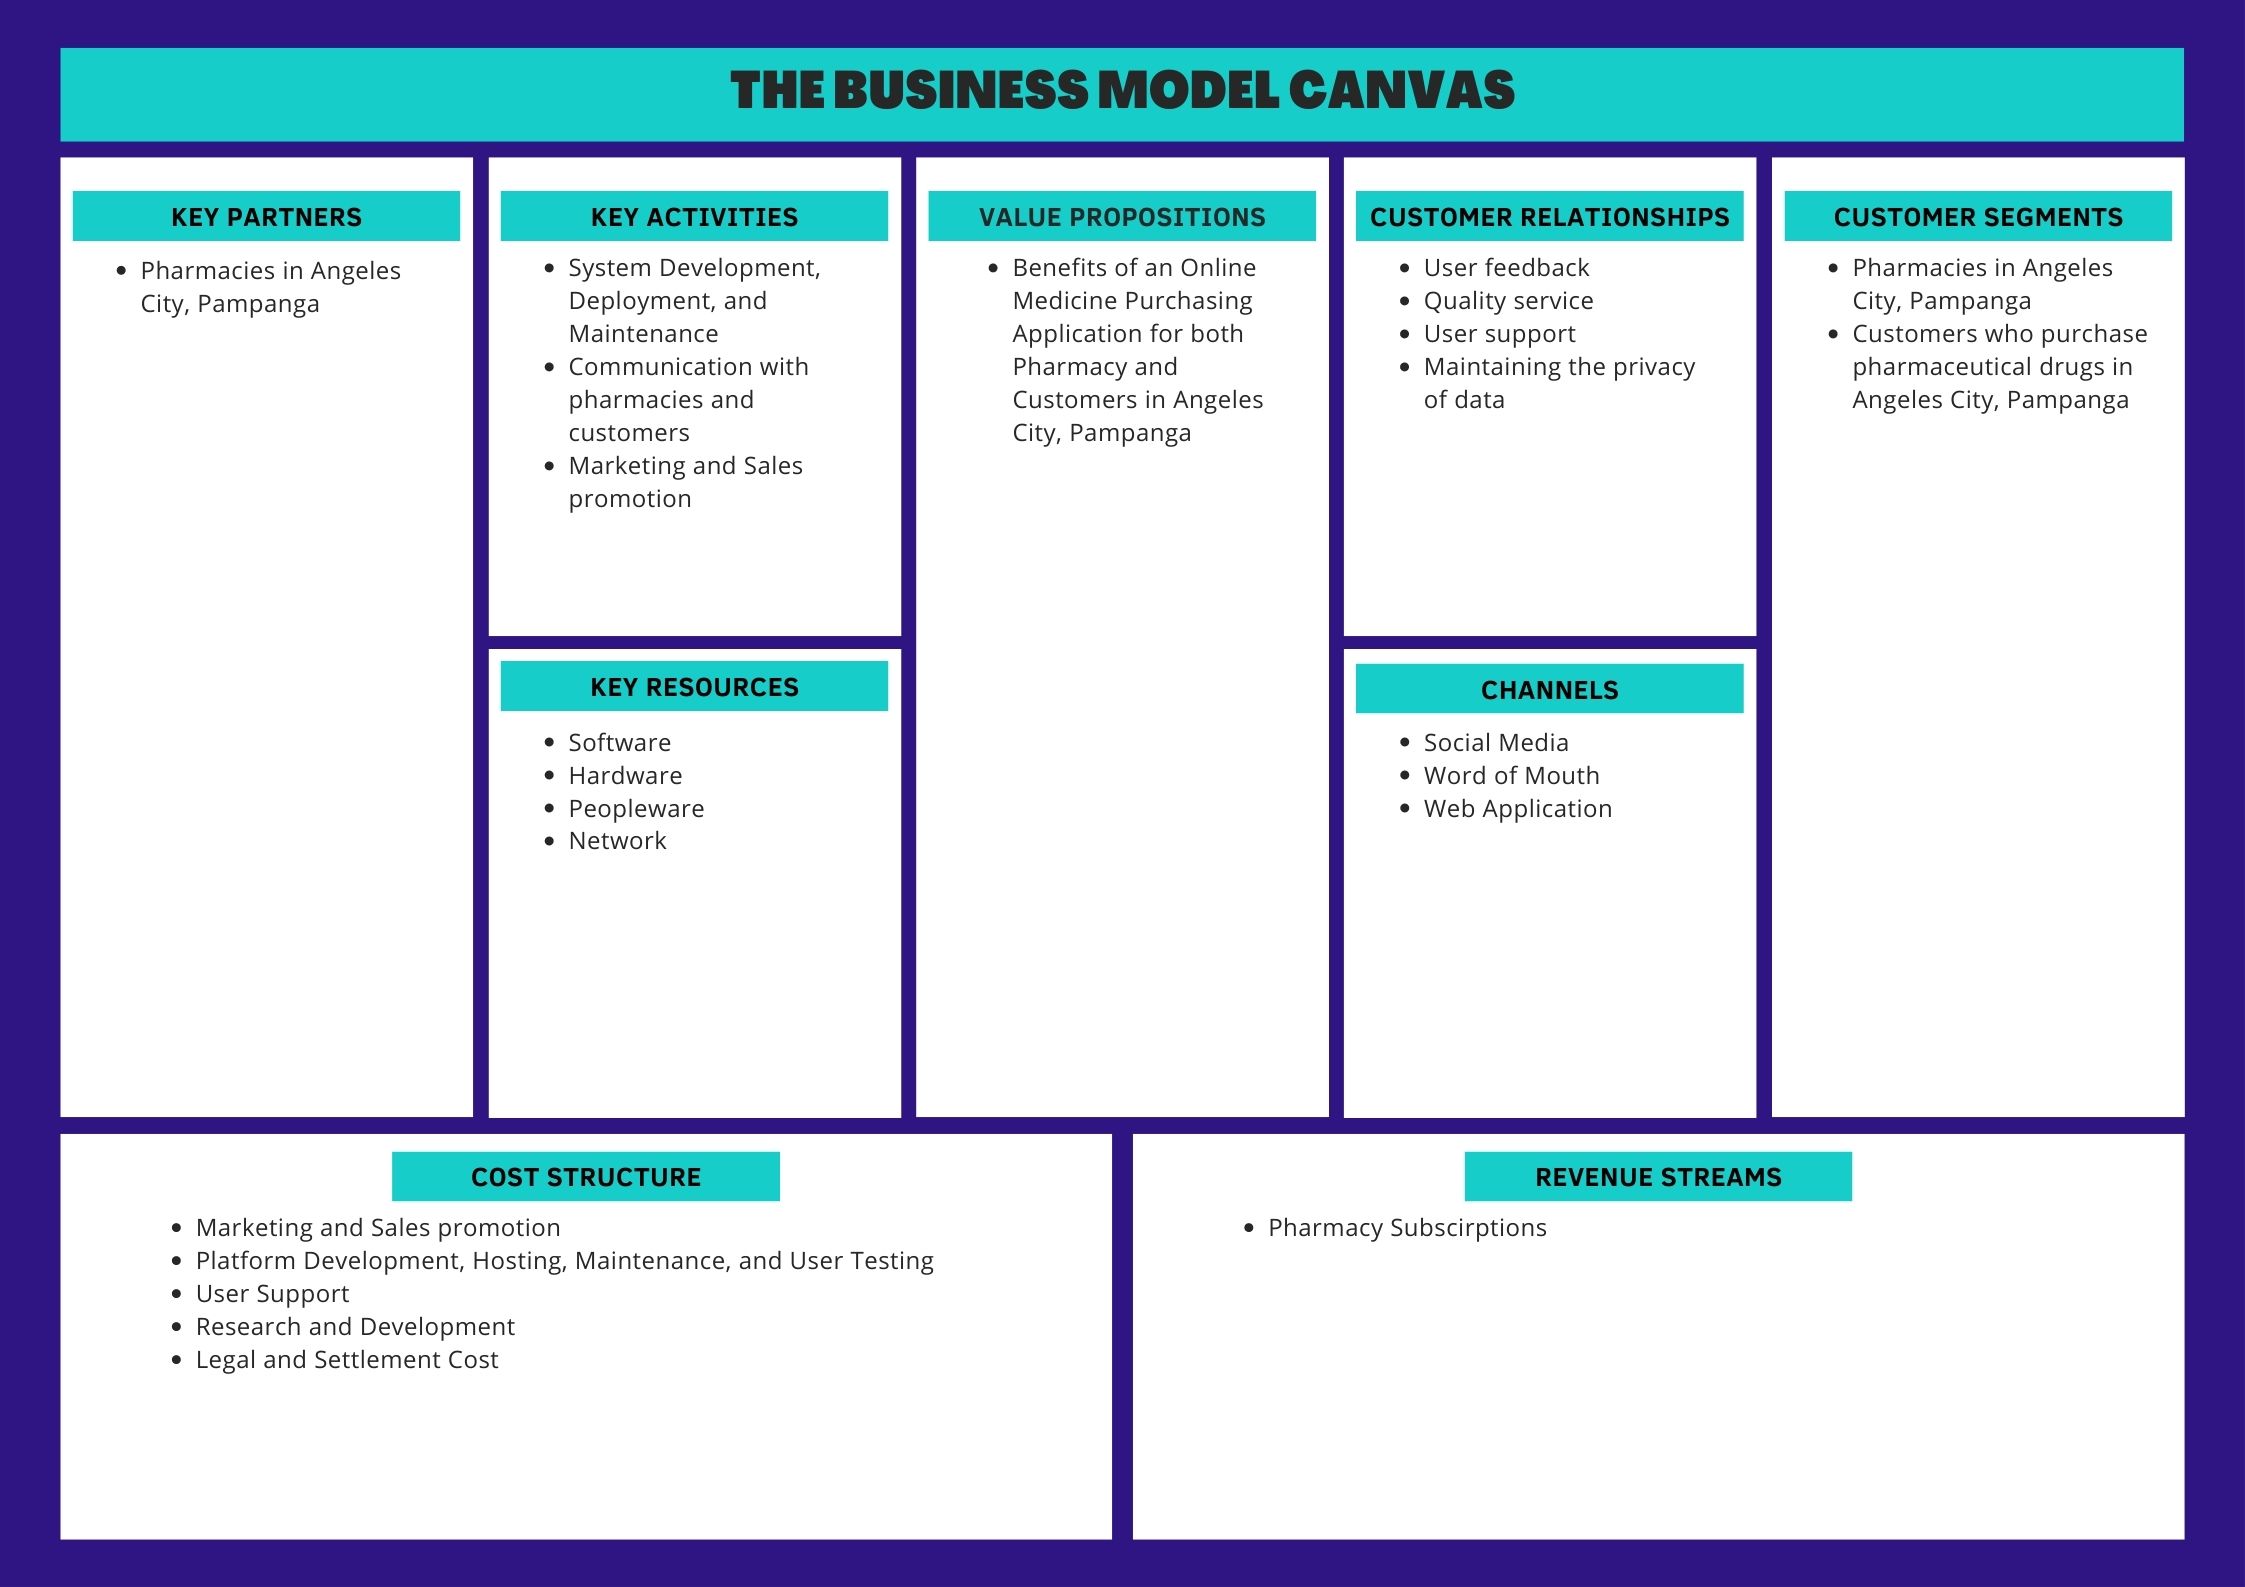 THE BUSINESS MODEL CANVAS
KEY PARTNERS
• Pharmacies in Angeles
City, Pampanga
KEY ACTIVITIES
• System Development,
Deployment, and
Maintenance
• Communication with
pharmacies and
customers
• Marketing and Sales
promotion
KEY RESOURCES
• Software
• Hardware
• Peopleware
• Network
VALUE PROPOSITIONS
• Benefits of an Online
Medicine Purchasing
Application for both
Pharmacy and
Customers in Angeles
City, Pampanga
CUSTOMER RELATIONSHIPS
• User feedback
• Quality service
• User support
• Maintaining the privacy
of data
CHANNELS
• Social Media
• Word of Mouth
• Web Application
CUSTOMER SEGMENTS
• Pharmacies in Angeles
City, Pampanga
• Customers who purchase
pharmaceutical drugs in
Angeles City, Pampanga
COST STRUCTURE
• Marketing and Sales promotion
• Platform Development, Hosting, Maintenance, and User Testing
• User Support
• Research and Development
• Legal and Settlement Cost
REVENUE STREAMS
• Pharmacy Subscirptions